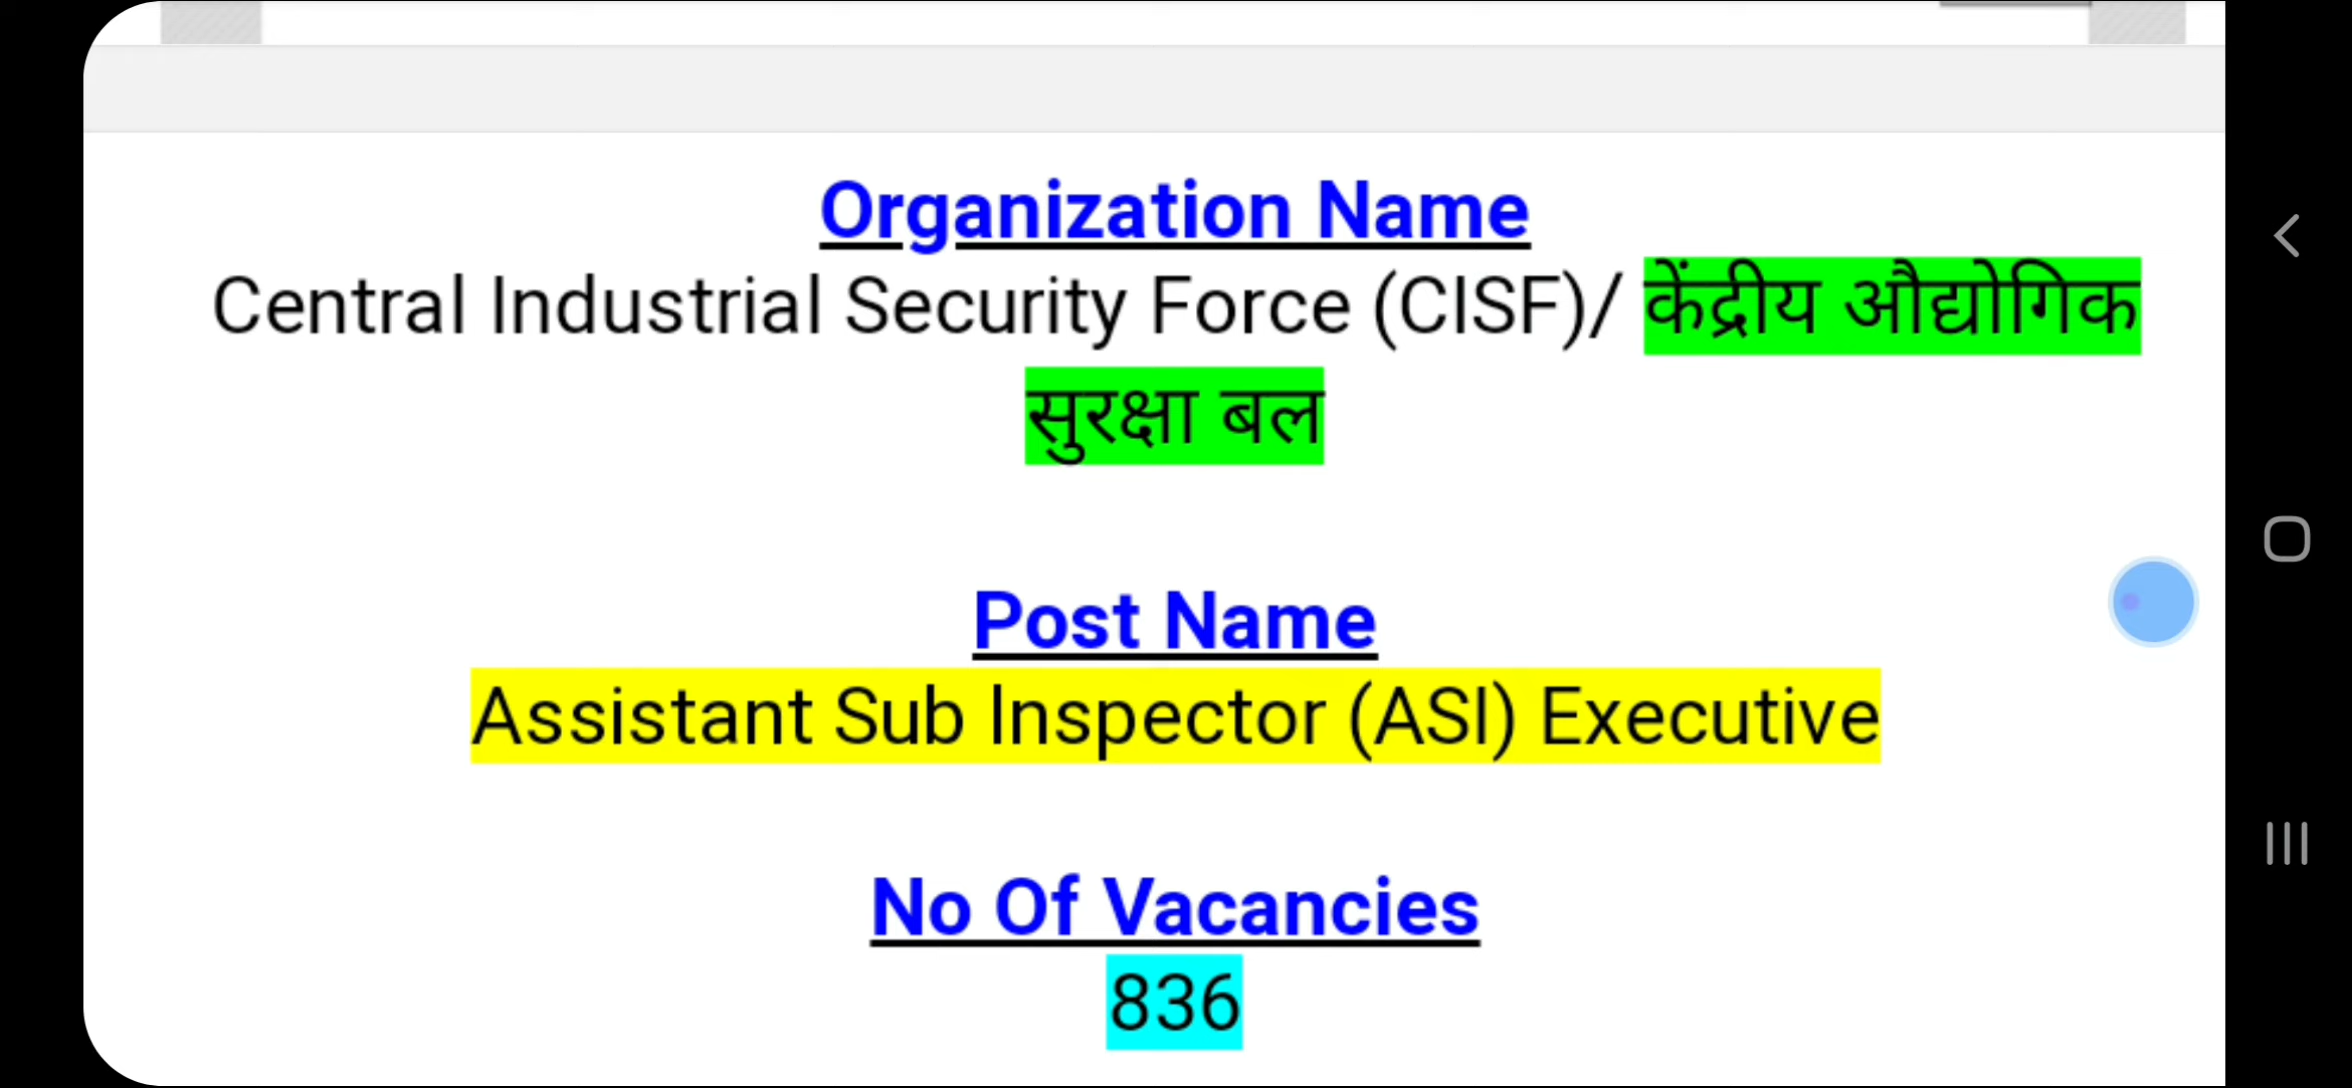 Organization Name
Central Industrial Security Force (CISF)/ केंद्रीय औद्योगिक
सुरक्षा बल
Post Name
Assistant Sub Inspector (ASI) Executive
No Of Vacancies
836